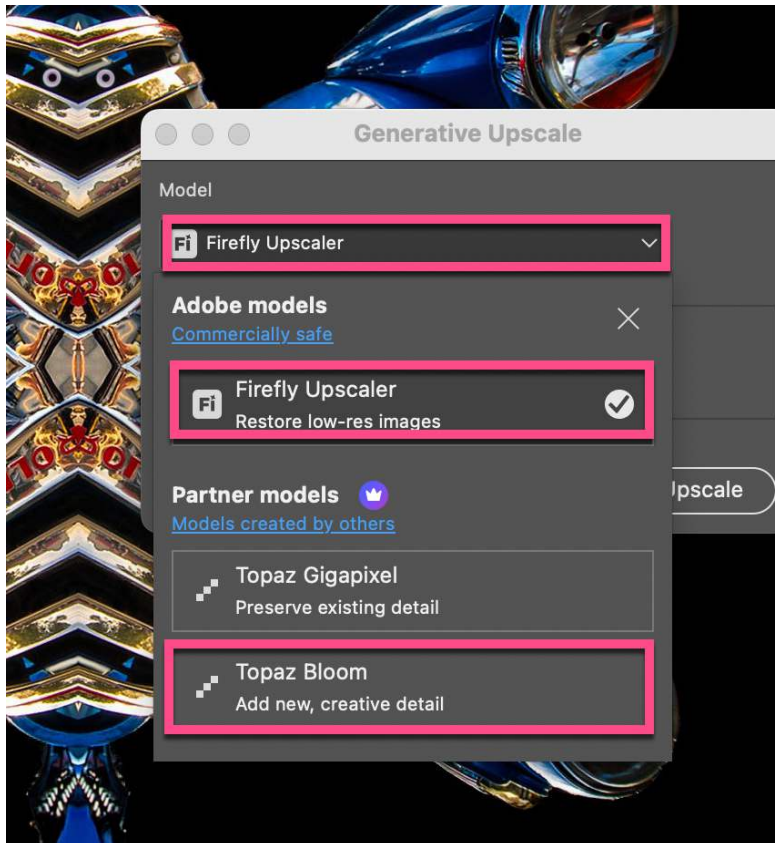 Generative Upscale
Model
Fi Firefly Upscaler
Adobe models
Commercially safe
Fi Firefly Upscaler
Restore low-res images
Partner models
Models created by others
Upscale
Topaz Gigapixel
Preserve existing detail
Topaz Bloom
Add new, creative detail